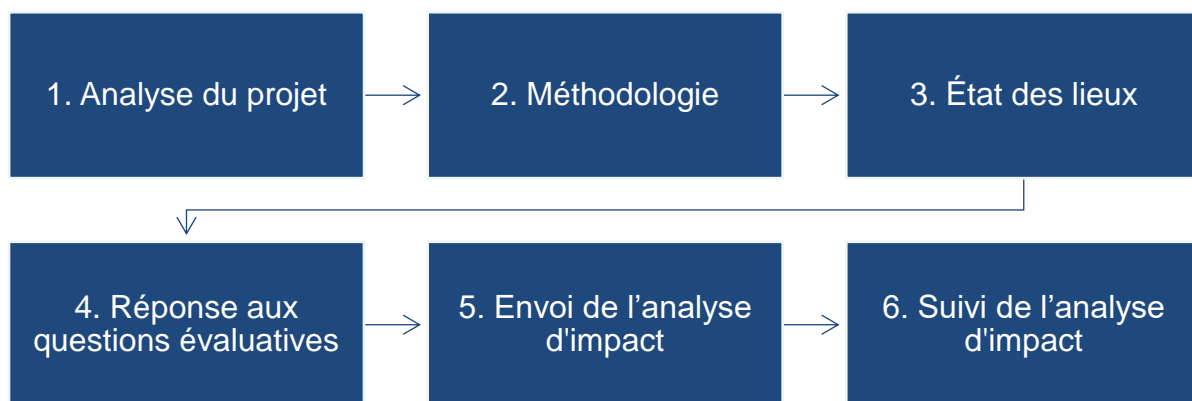 1. Analyse du projet
2. Méthodologie
3. État des lieux
4. Réponse aux
questions évaluatives
5. Envoi de l’analyse
d'impact
6. Suivi de l’analyse
d'impact